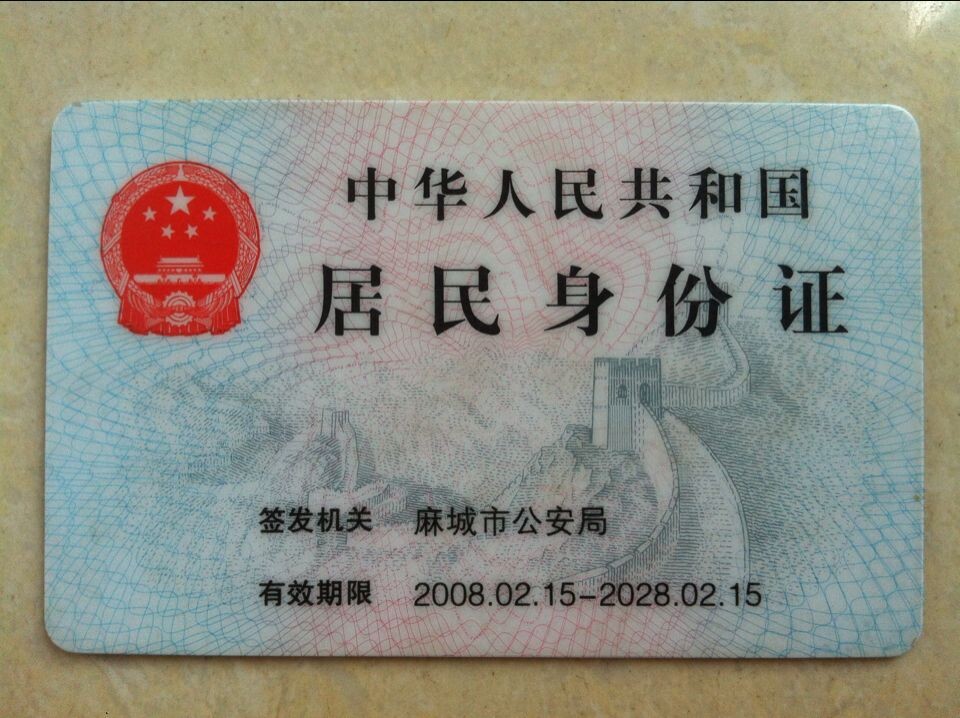 中华人民共和国
居民身份证
签发机关 麻城市公安局
有效期限 2008.02.15-2028.02.15